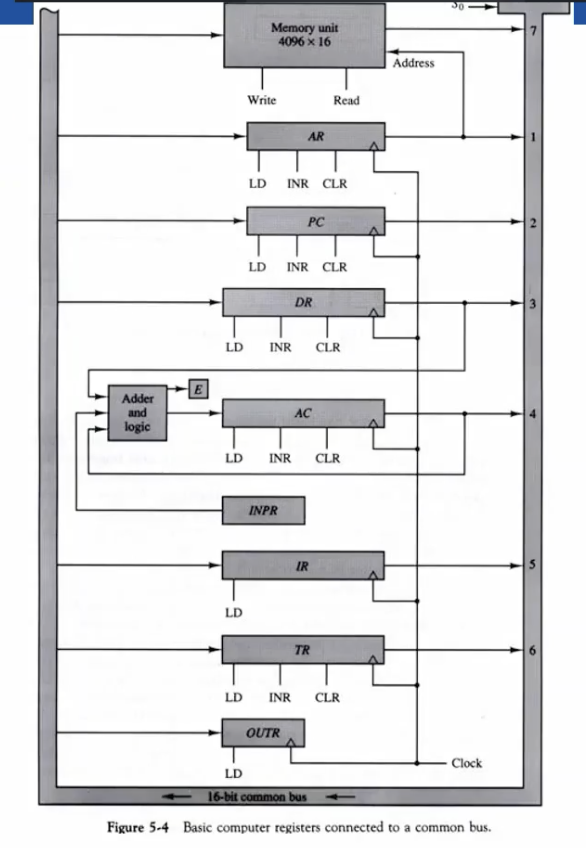 S0
7
Memory unit
4096 × 16
Address
Write Read
AR
1
LD INR CLR
PC
2
LD INR CLR
DR
3
LD INR CLR
Adder
and
logic
E
AC
4
LD INR CLR
INPR
IR
5
LD
TR
6
LD INR CLR
OUTR
LD
Clock
16-bit common bus
Figure 5-4 Basic computer registers connected to a common bus.